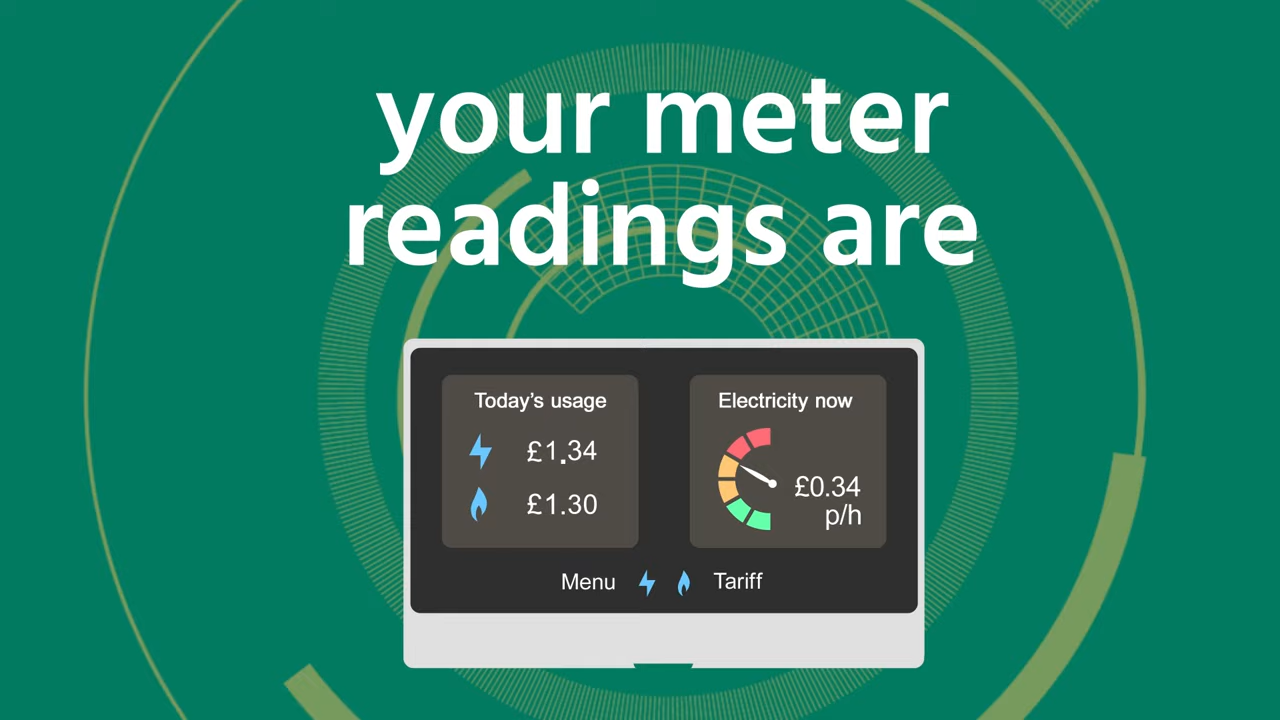 your meter
readings are
Today’s usage
£1.34
£1.30
Electricity now
£0.34
p/h
Menu
Tariff